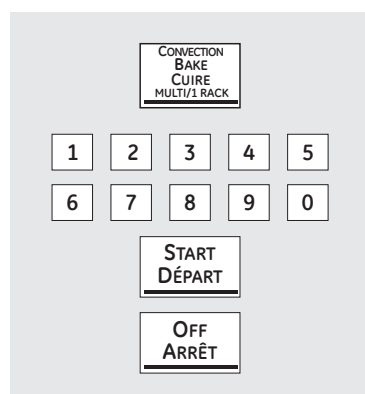 CONVECTION
BAKE
CUIRE
MULTI/1 RACK
1 2 3 4 5
6 7 8 9 0
START
DÉPART
OFF
ARRÊT